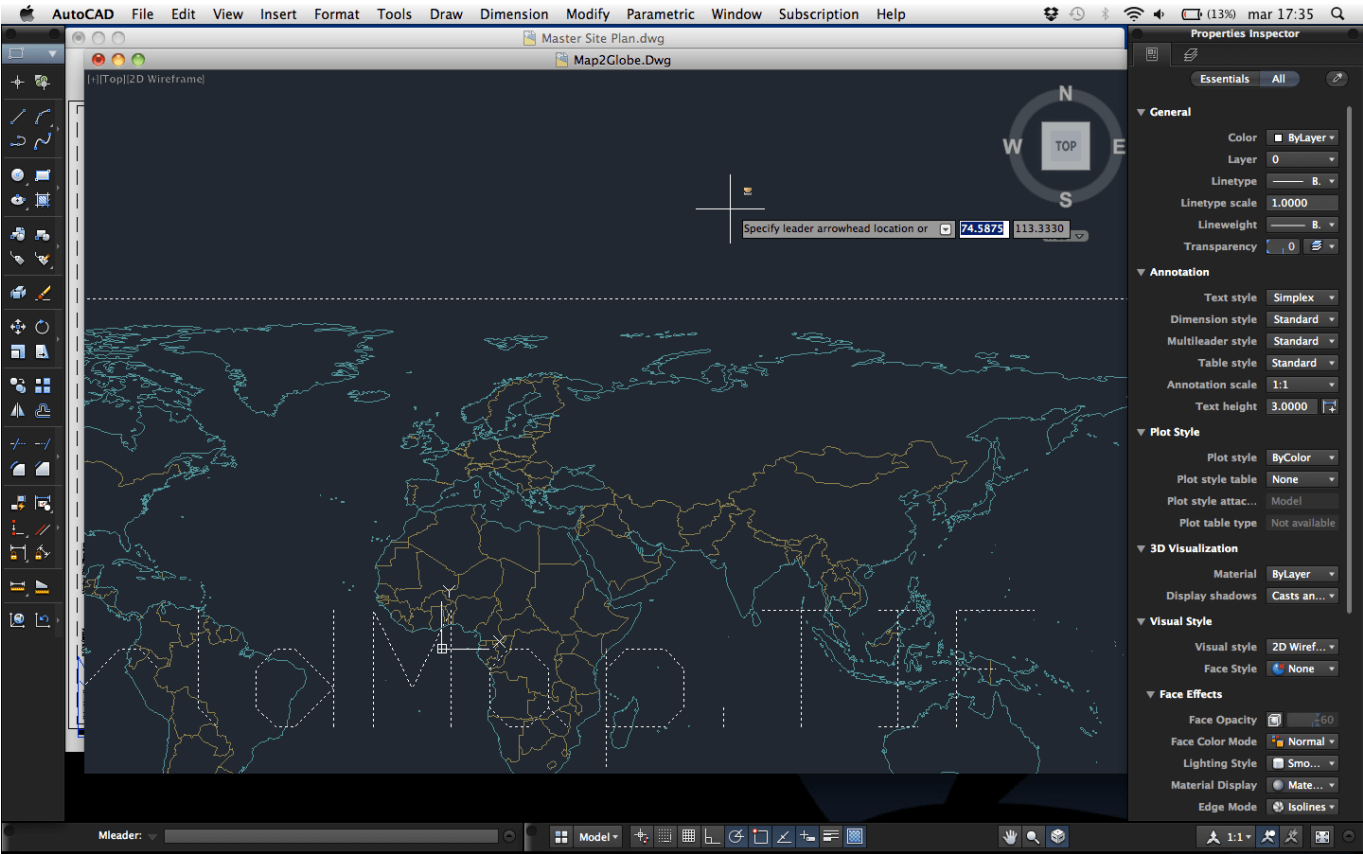 AutoCAD File Edit View Insert Format Tools Draw Dimension Modify Parametric Window Subscription Help (13%) mar 17:35
Master Site Plan.dwg
Map2Globe.Dwg
[+][Top][2D Wireframe]
N
W TOP E
S
Specify leader arrowhead location or 74.5875 113.3330
Y
X
Properties Inspector
Essentials All
General
Color ByLayer
Layer 0
Linetype B.
Linetype scale 1.0000
Lineweight B.
Transparency 0
Annotation
Text style Simplex
Dimension style Standard
Multileader style Standard
Table style Standard
Annotation scale 1:1
Text height 3.0000
Plot Style
Plot style ByColor
Plot style table None
Plot style attac... Model
Plot table type Not available
3D Visualization
Material ByLayer
Display shadows Casts an...
Visual Style
Visual style 2D Wiref...
Face Style None
Face Effects
Face Opacity -60
Face Color Mode Normal
Lighting Style Smo...
Material Display Mate...
Edge Mode Isolines
Mleader: Model 1:1